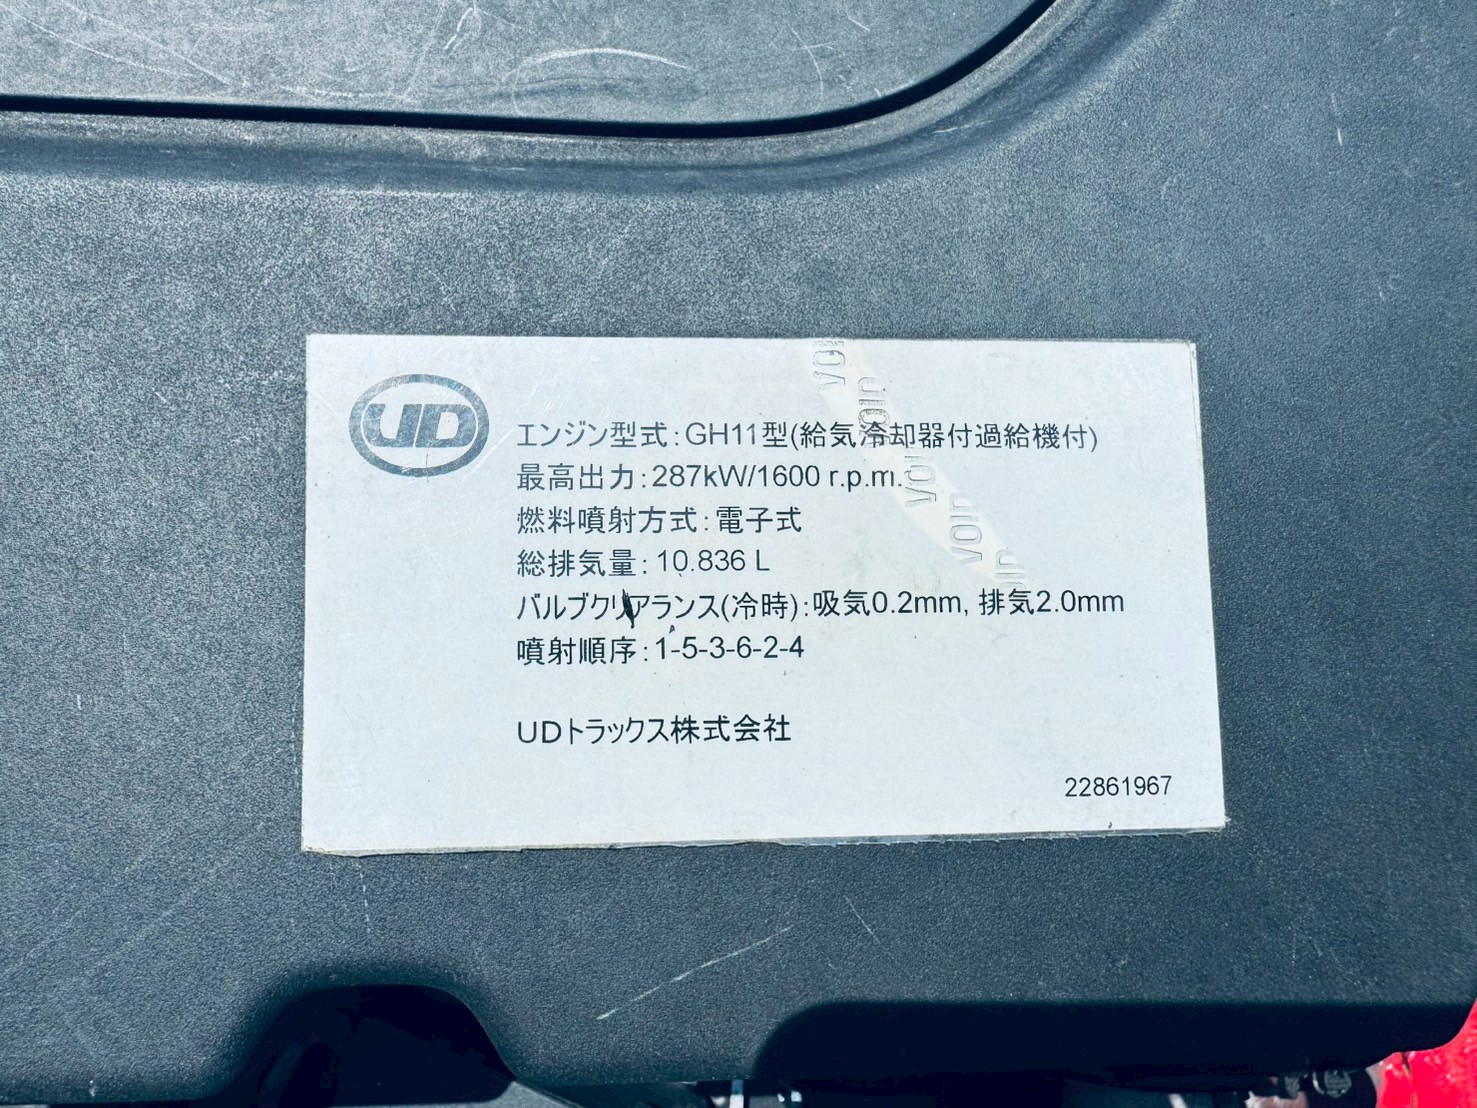 UD
エンジン型式:GH11型(給気冷却器付過給機付)
最高出力:287kW/1600 r.p.m.
燃料噴射方式:電子式
総排気量:10.836 L
バルブクリアランス(冷時):吸気0.2mm, 排気2.0mm
噴射順序:1-5-3-6-2-4
UDトラックス株式会社
22861967
VOID
VOID
VOID
VOID